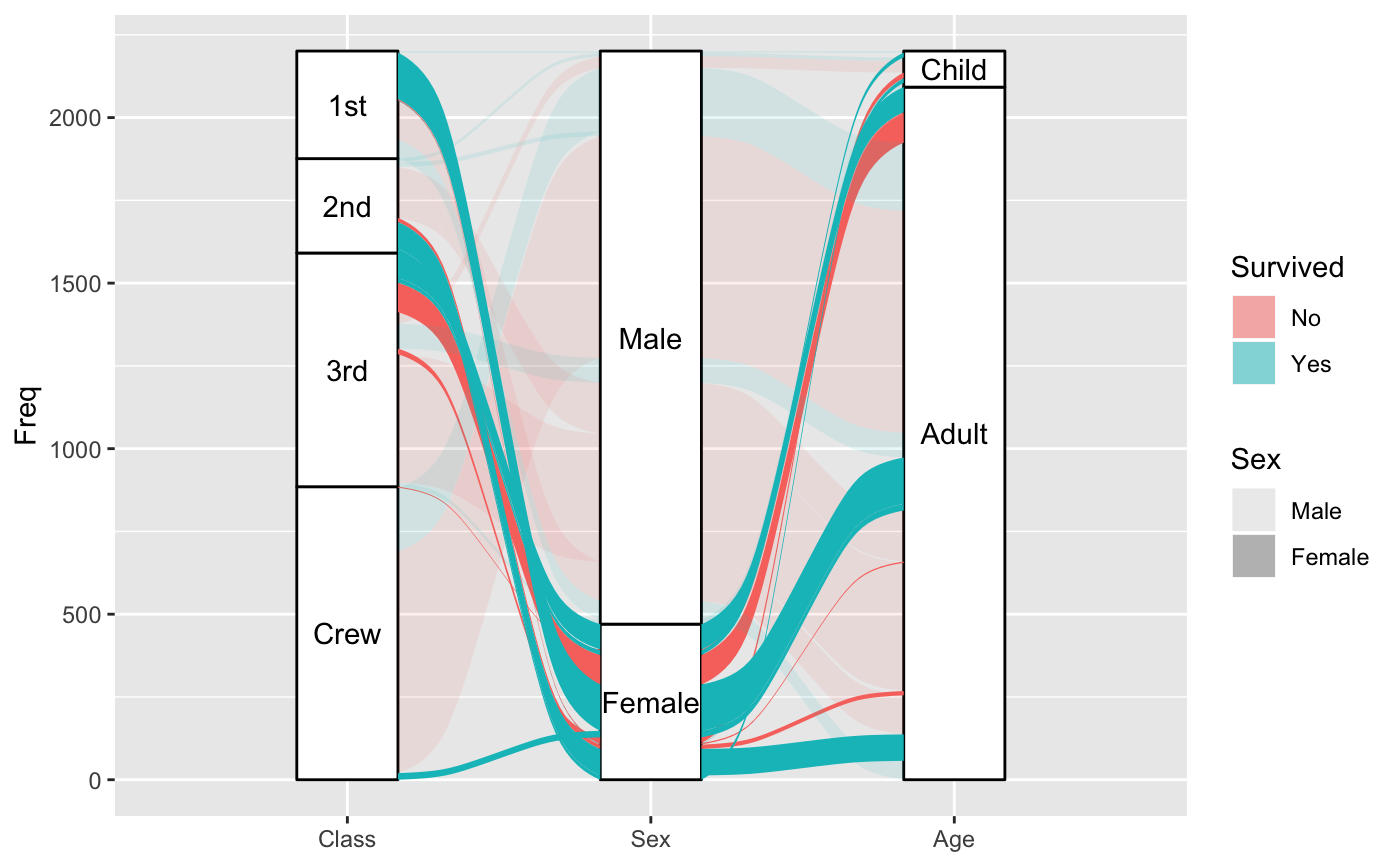 1st
2nd
3rd
Crew
Male
Female
Child
Adult
2000
1500
1000
500
0
Freq
Class
Sex
Age
Survived
No
Yes
Sex
Male
Female